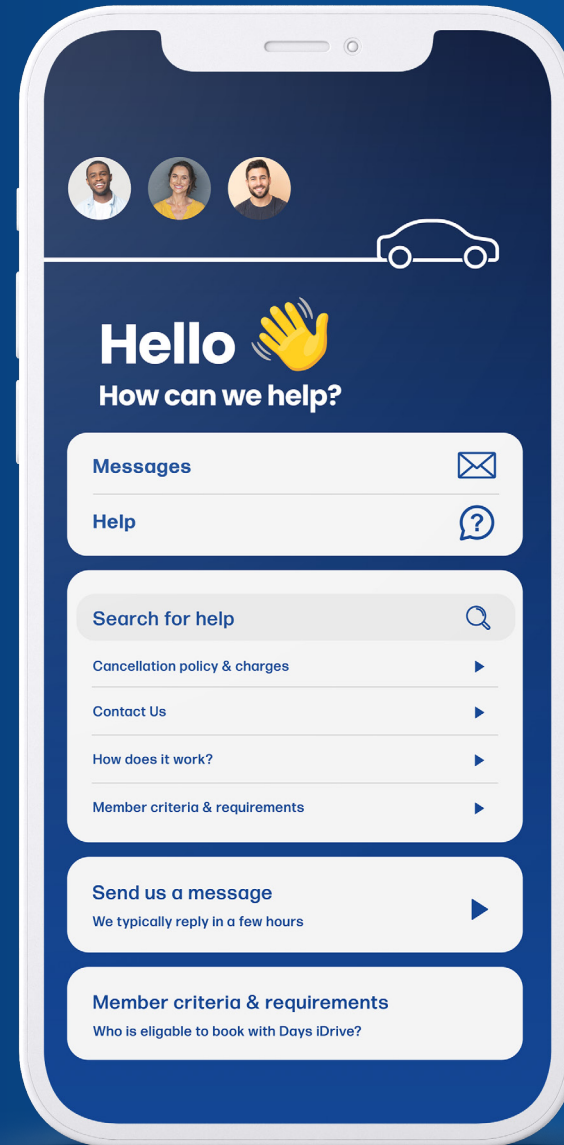 Hello
How can we help?
Messages
Help
Search for help
Cancellation policy & charges
Contact Us
How does it work?
Member criteria & requirements
Send us a message
We typically reply in a few hours
Member criteria & requirements
Who is eligable to book with Days iDrive?